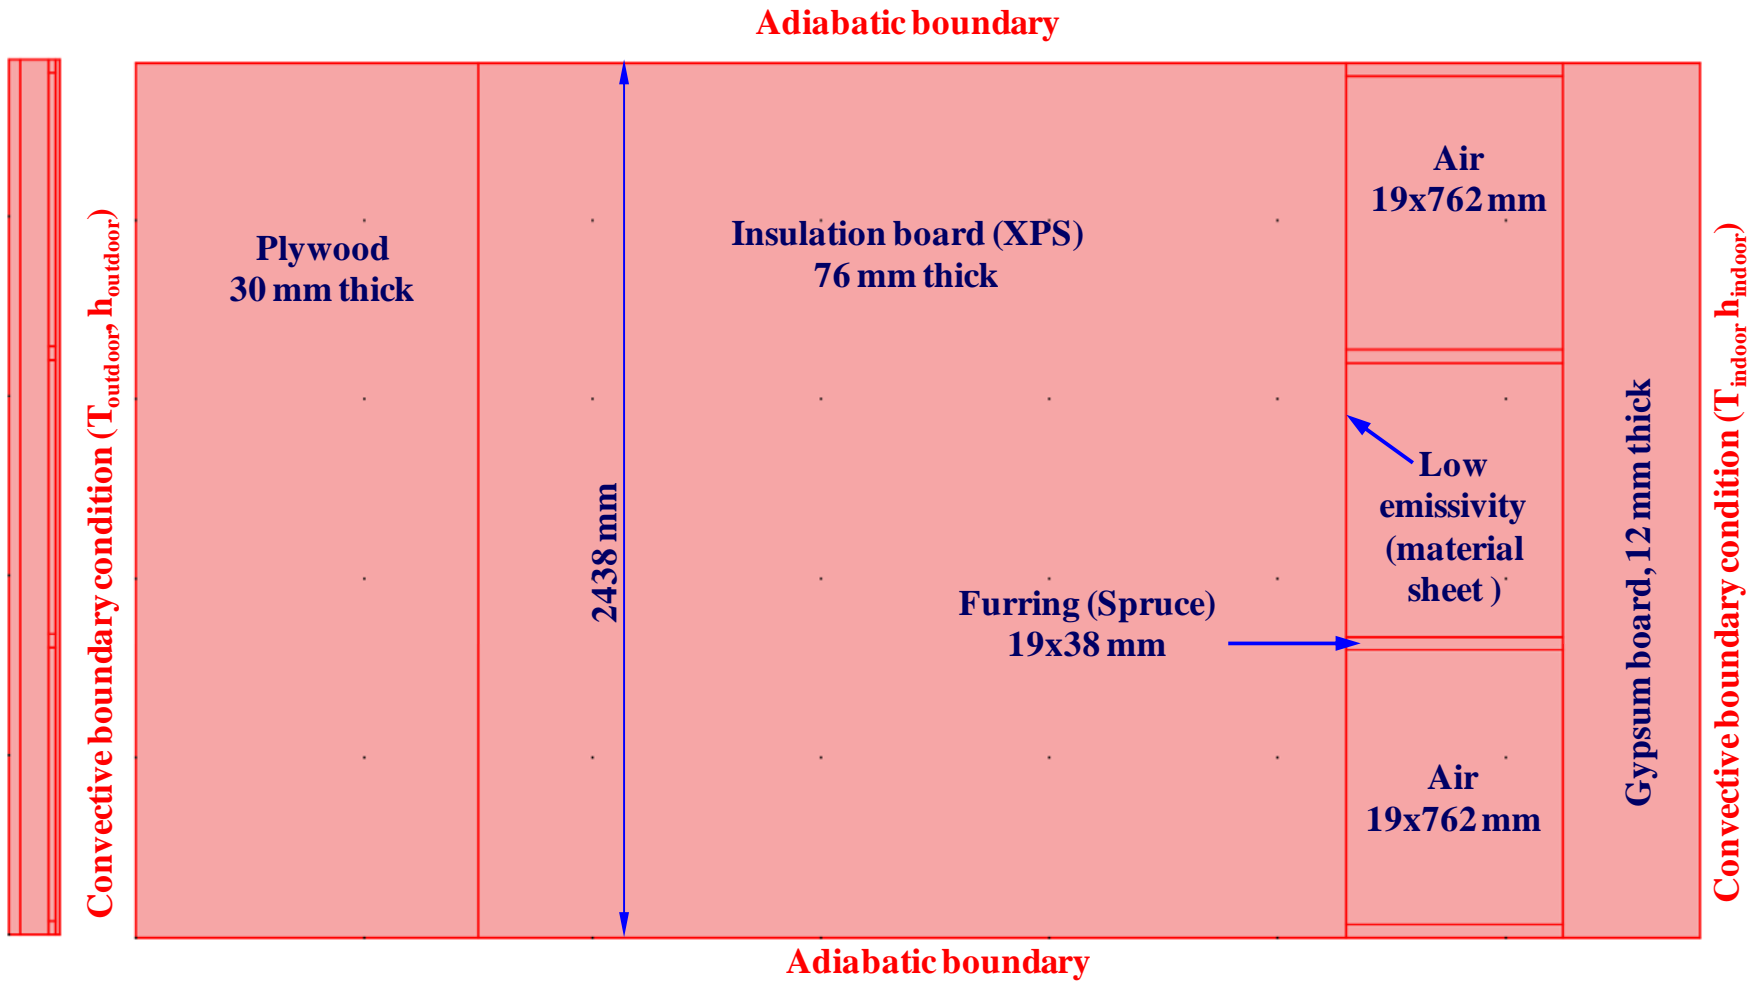 Adiabatic boundary
Convective boundary condition (Toutdoor, houtdoor)
Plywood
30 mm thick
Insulation board (XPS)
76 mm thick
Air
19x762 mm
2438 mm
Low
emissivity
(material
sheet )
Furring (Spruce)
19x38 mm
Air
19x762 mm
Gypsum board, 12 mm thick
Convective boundary condition (Tindoor hindoor)
Adiabatic boundary